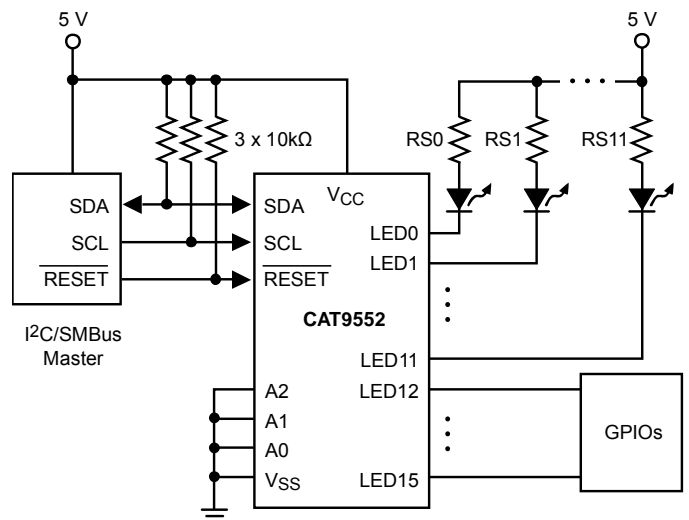 5 V
5 V
3 x 10kΩ
RS0
RS1
RS11
VCC
SDA
SCL
RESET
SDA
SCL
RESET
LED0
LED1
CAT9552
I2C/SMBus
Master
LED11
A2
LED12
A1
A0
GPIOs
VSS
LED15